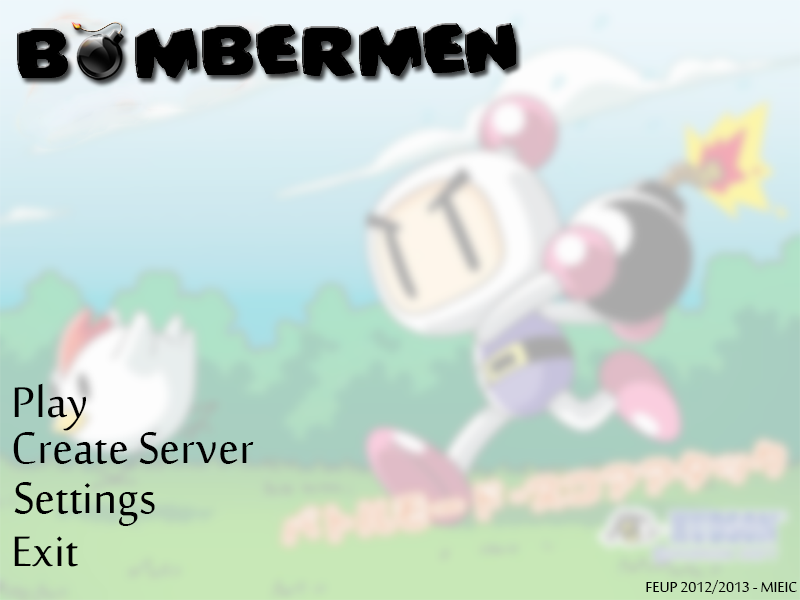 BOMBERMEN
Play
Create Server
Settings
Exit
FEUP 2012/2013 - MIEIC